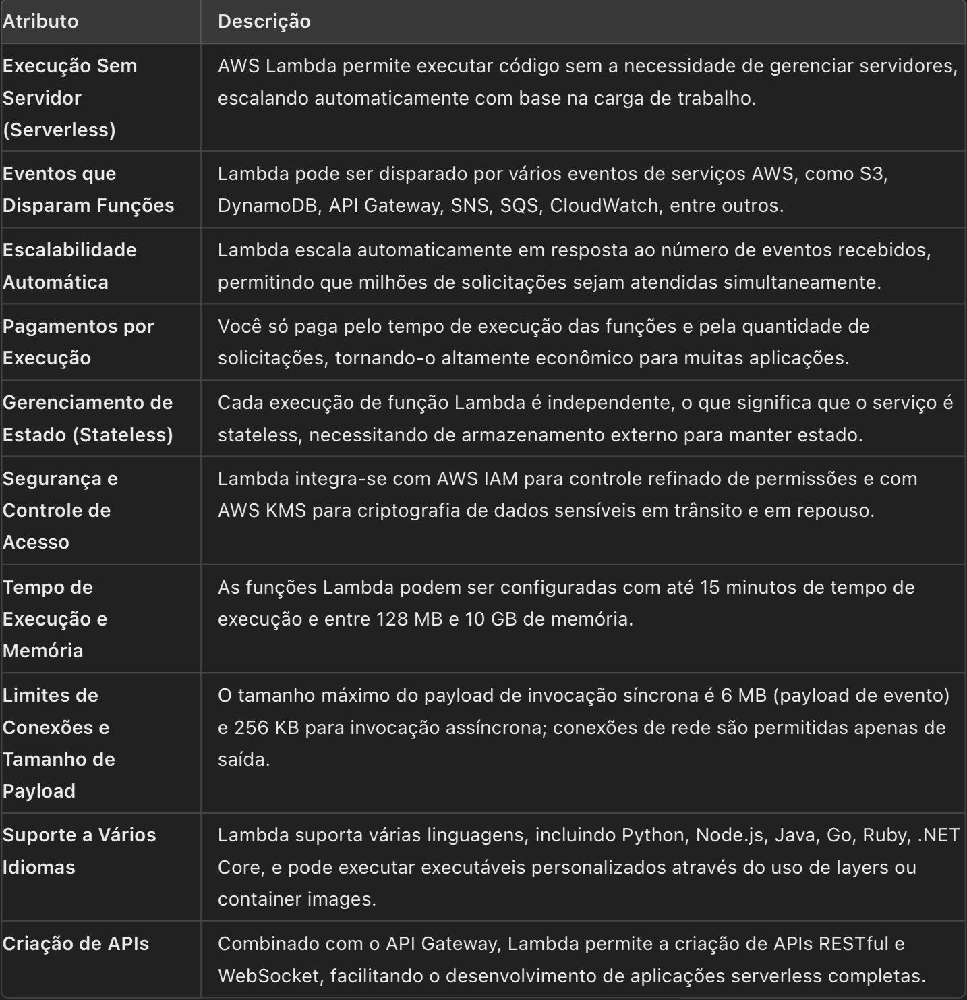 Atributo
Descrição
Execução Sem
Servidor
(Serverless)
AWS Lambda permite executar código sem a necessidade de gerenciar servidores,
escalando automaticamente com base na carga de trabalho.
Eventos que
Disparam Funções
Lambda pode ser disparado por vários eventos de serviços AWS, como S3,
DynamoDB, API Gateway, SNS, SQS, CloudWatch, entre outros.
Escalabilidade
Automática
Lambda escala automaticamente em resposta ao número de eventos recebidos,
permitindo que milhões de solicitações sejam atendidas simultaneamente.
Pagamentos por
Execução
Você só paga pelo tempo de execução das funções e pela quantidade de
solicitações, tornando-o altamente econômico para muitas aplicações.
Gerenciamento de
Estado (Stateless)
Cada execução de função Lambda é independente, o que significa que o serviço é
stateless, necessitando de armazenamento externo para manter estado.
Segurança e
Controle de
Acesso
Lambda integra-se com AWS IAM para controle refinado de permissões e com
AWS KMS para criptografia de dados sensíveis em trânsito e em repouso.
Tempo de
Execução e
Memória
As funções Lambda podem ser configuradas com até 15 minutos de tempo de
execução e entre 128 MB e 10 GB de memória.
Limites de
Conexões e
Tamanho de
Payload
O tamanho máximo do payload de invocação síncrona é 6 MB (payload de evento)
e 256 KB para invocação assíncrona; conexões de rede são permitidas apenas de
saída.
Suporte a Vários
Idiomas
Lambda suporta várias linguagens, incluindo Python, Node.js, Java, Go, Ruby, .NET
Core, e pode executar executáveis personalizados através do uso de layers ou
container images.
Criação de APIs
Combinado com o API Gateway, Lambda permite a criação de APIs RESTful e
WebSocket, facilitando o desenvolvimento de aplicações serverless completas.